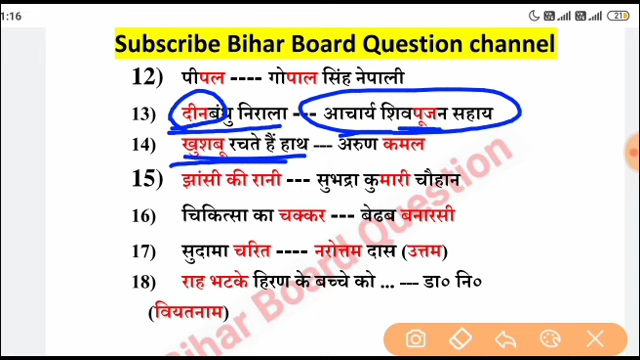 1:16
21
Subscribe Bihar Board Question channel
12) पीपल ---- गोपाल सिंह नेपाली
13) दीनबंधु निराला --- आचार्य शिवपूजन सहाय
14) खुशबू रचते हैं हाथ --- अरुण कमल
15) झांसी की रानी --- सुभद्रा कुमारी चौहान
16) चिकित्सा का चक्कर --- बेढब बनारसी
17) सुदामा चरित ---- नरोत्तम दास (उत्तम)
18) राह भटके हिरण के बच्चे को ... -- डा० नि०
(वियतनाम)
Bihar Board Question